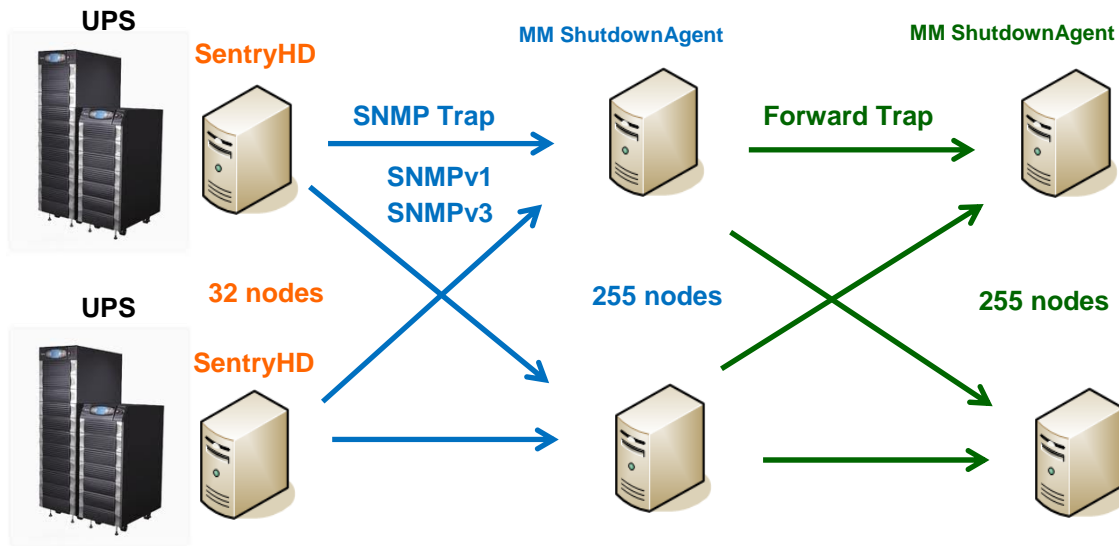 UPS
SentryHD
MM ShutdownAgent
MM ShutdownAgent
SNMP Trap
Forward Trap
SNMPv1
SNMPv3
32 nodes
255 nodes
255 nodes
UPS
SentryHD